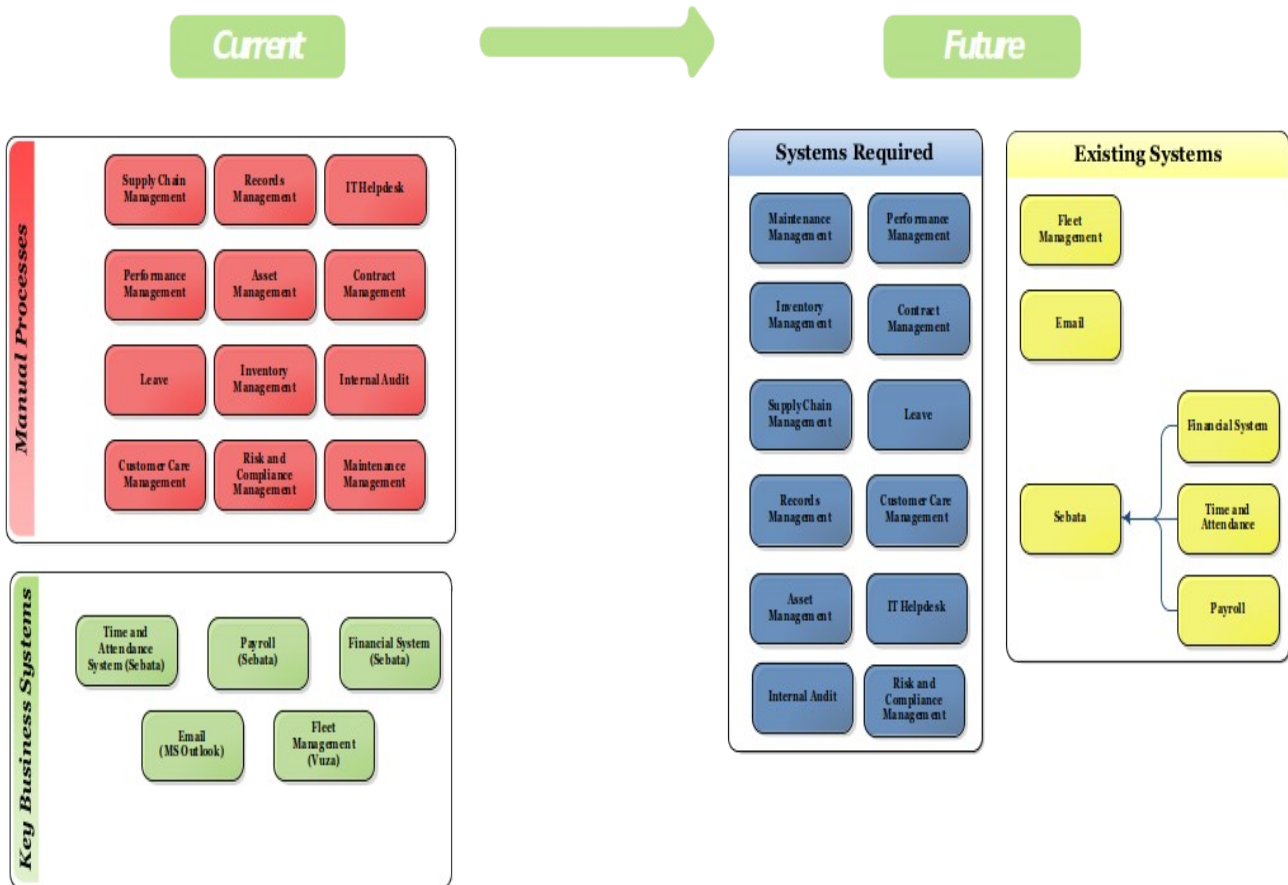 Current
Future
Manual Processes
Supply Chain
Management
Records
Management
IT Helpdesk
Performance
Management
Asset
Management
Contract
Management
Leave
Inventory
Management
Internal Audit
Customer Care
Management
Risk and
Compliance
Management
Maintenance
Management
Key Business Systems
Time and
Attendance
System (Sebata)
Payroll
(Sebata)
Financial System
(Sebata)
Email
(MS Outlook)
Fleet
Management
(Vuza)
Systems Required
Maintenance
Management
Performance
Management
Inventory
Management
Contract
Management
Supply Chain
Management
Leave
Records
Management
Customer Care
Management
Asset
Management
IT Helpdesk
Internal Audit
Risk and
Compliance
Management
Existing Systems
Fleet
Management
Email
Sebata
Financial System
Time and
Attendance
Payroll